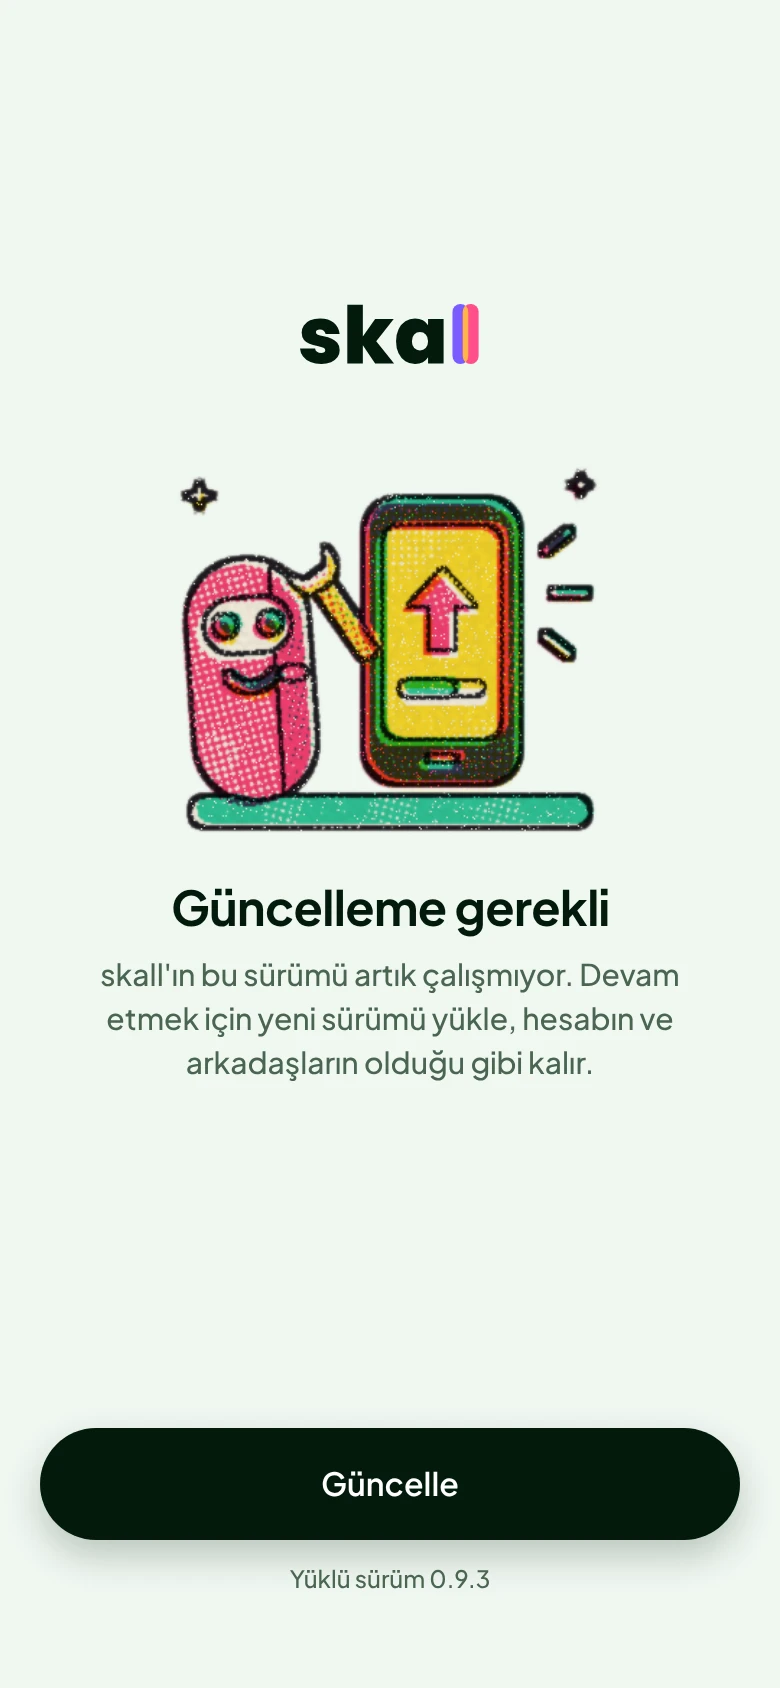 skall
Güncelleme gerekli
skall'ın bu sürümü artık çalışmıyor. Devam
etmek için yeni sürümü yükle, hesabın ve
arkadaşların olduğu gibi kalır.
Güncelle
Yüklü sürüm 0.9.3